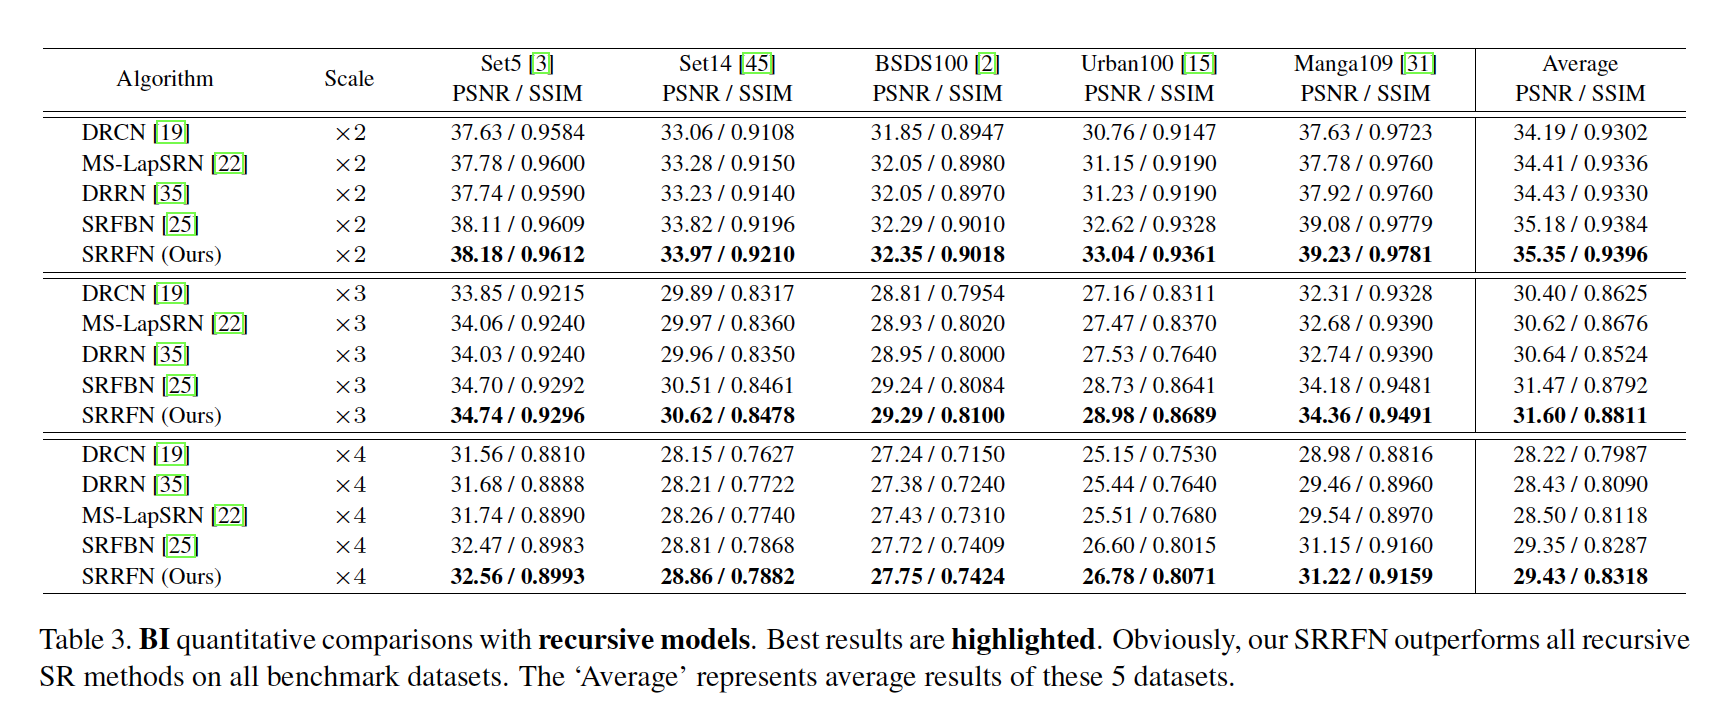 Algorithm Scale Set5 [3] Set14 [45] BSDS100 [2] Urban100 [15] Manga109 [31] Average
PSNR / SSIM PSNR / SSIM PSNR / SSIM PSNR / SSIM PSNR / SSIM PSNR / SSIM
DRCN [19] ×2 37.63 / 0.9584 33.06 / 0.9108 31.85 / 0.8947 30.76 / 0.9147 37.63 / 0.9723 34.19 / 0.9302
MS-LapSRN [22] ×2 37.78 / 0.9600 33.28 / 0.9150 32.05 / 0.8980 31.15 / 0.9190 37.78 / 0.9760 34.41 / 0.9336
DRRN [35] ×2 37.74 / 0.9590 33.23 / 0.9140 32.05 / 0.8970 31.23 / 0.9190 37.92 / 0.9760 34.43 / 0.9330
SRFBN [25] ×2 38.11 / 0.9609 33.82 / 0.9196 32.29 / 0.9010 32.62 / 0.9328 39.08 / 0.9779 35.18 / 0.9384
SRRFN (Ours) ×2 38.18 / 0.9612 33.97 / 0.9210 32.35 / 0.9018 33.04 / 0.9361 39.23 / 0.9781 35.35 / 0.9396
DRCN [19] ×3 33.85 / 0.9215 29.89 / 0.8317 28.81 / 0.7954 27.16 / 0.8311 32.31 / 0.9328 30.40 / 0.8625
MS-LapSRN [22] ×3 34.06 / 0.9240 29.97 / 0.8360 28.93 / 0.8020 27.47 / 0.8370 32.68 / 0.9390 30.62 / 0.8676
DRRN [35] ×3 34.03 / 0.9240 29.96 / 0.8350 28.95 / 0.8000 27.53 / 0.7640 32.74 / 0.9390 30.64 / 0.8524
SRFBN [25] ×3 34.70 / 0.9292 30.51 / 0.8461 29.24 / 0.8084 28.73 / 0.8641 34.18 / 0.9481 31.47 / 0.8792
SRRFN (Ours) ×3 34.74 / 0.9296 30.62 / 0.8478 29.29 / 0.8100 28.98 / 0.8689 34.36 / 0.9491 31.60 / 0.8811
DRCN [19] ×4 31.56 / 0.8810 28.15 / 0.7627 27.24 / 0.7150 25.15 / 0.7530 28.98 / 0.8816 28.22 / 0.7987
DRRN [35] ×4 31.68 / 0.8888 28.21 / 0.7722 27.38 / 0.7240 25.44 / 0.7640 29.46 / 0.8960 28.43 / 0.8090
MS-LapSRN [22] ×4 31.74 / 0.8890 28.26 / 0.7740 27.43 / 0.7310 25.51 / 0.7680 29.54 / 0.8970 28.50 / 0.8118
SRFBN [25] ×4 32.47 / 0.8983 28.81 / 0.7868 27.72 / 0.7409 26.60 / 0.8015 31.15 / 0.9160 29.35 / 0.8287
SRRFN (Ours) ×4 32.56 / 0.8993 28.86 / 0.7882 27.75 / 0.7424 26.78 / 0.8071 31.22 / 0.9159 29.43 / 0.8318
Table 3. BI quantitative comparisons with recursive models. Best results are highlighted. Obviously, our SRRFN outperforms all recursive
SR methods on all benchmark datasets. The ‘Average’ represents average results of these 5 datasets.